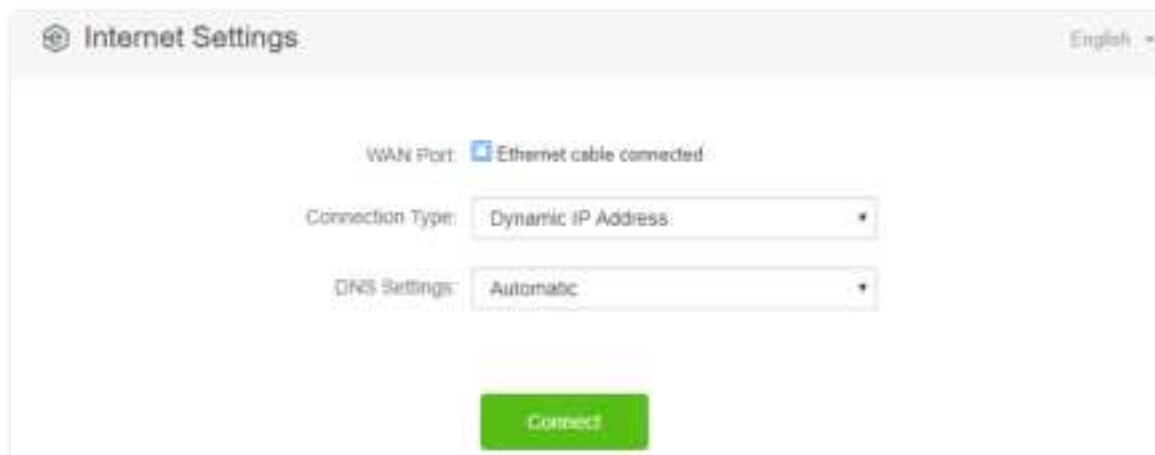 Internet Settings
English
WAN Port: Ethernet cable connected
Connection Type: Dynamic IP Address
DNS Settings: Automatic
Connect